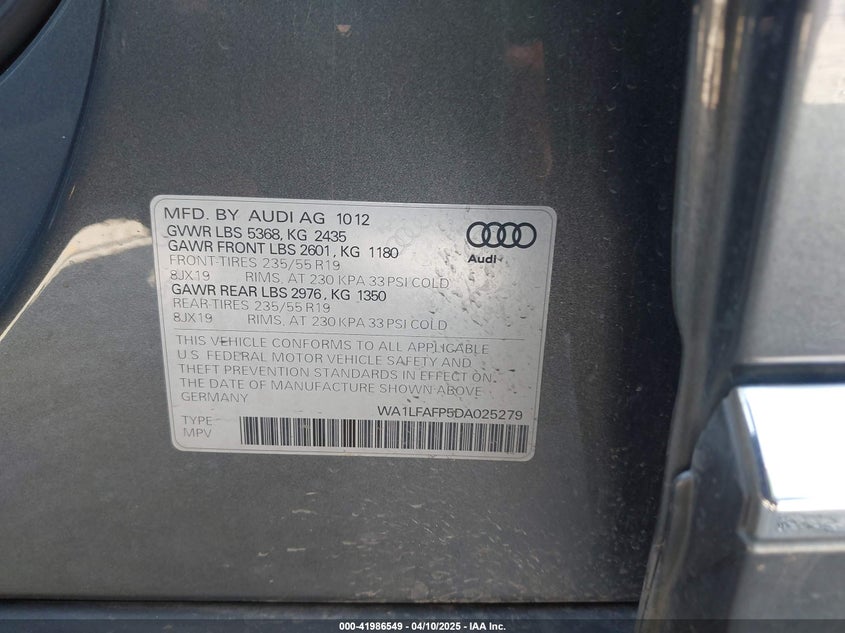 MFD. BY AUDI AG 1012
GVWR LBS 5368, KG 2435
GAWR FRONT LBS 2601, KG 1180
FRONT-TIRES 235/55 R19
8JX19 RIMS, AT 230 KPA 33 PSI COLD
GAWR REAR LBS 2976, KG 1350
REAR-TIRES 235/55 R19
8JX19 RIMS, AT 230 KPA 33 PSI COLD
Audi
THIS VEHICLE CONFORMS TO ALL APPLICABLE
U.S. FEDERAL MOTOR VEHICLE SAFETY AND
THEFT PREVENTION STANDARDS IN EFFECT ON
THE DATE OF MANUFACTURE SHOWN ABOVE
GERMANY
WA1LFAFP5DA025279
TYPE
MPV
000-41986549 - 04/10/2025 - IAA Inc.